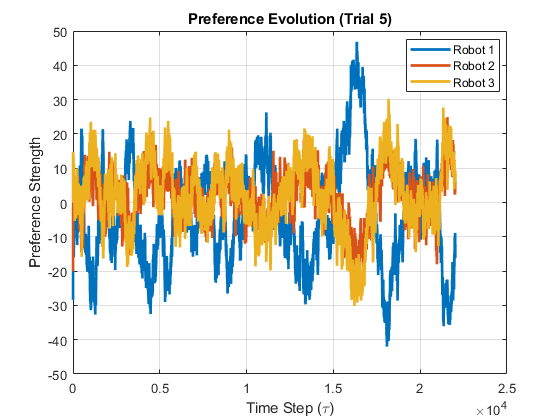 Preference Evolution (Trial 5)
Robot 1
Robot 2
Robot 3
Preference Strength
50
40
30
20
10
0
-10
-20
-30
-40
-50
0 0.5 1 1.5 2 2.5
Time Step (τ)
×10⁴